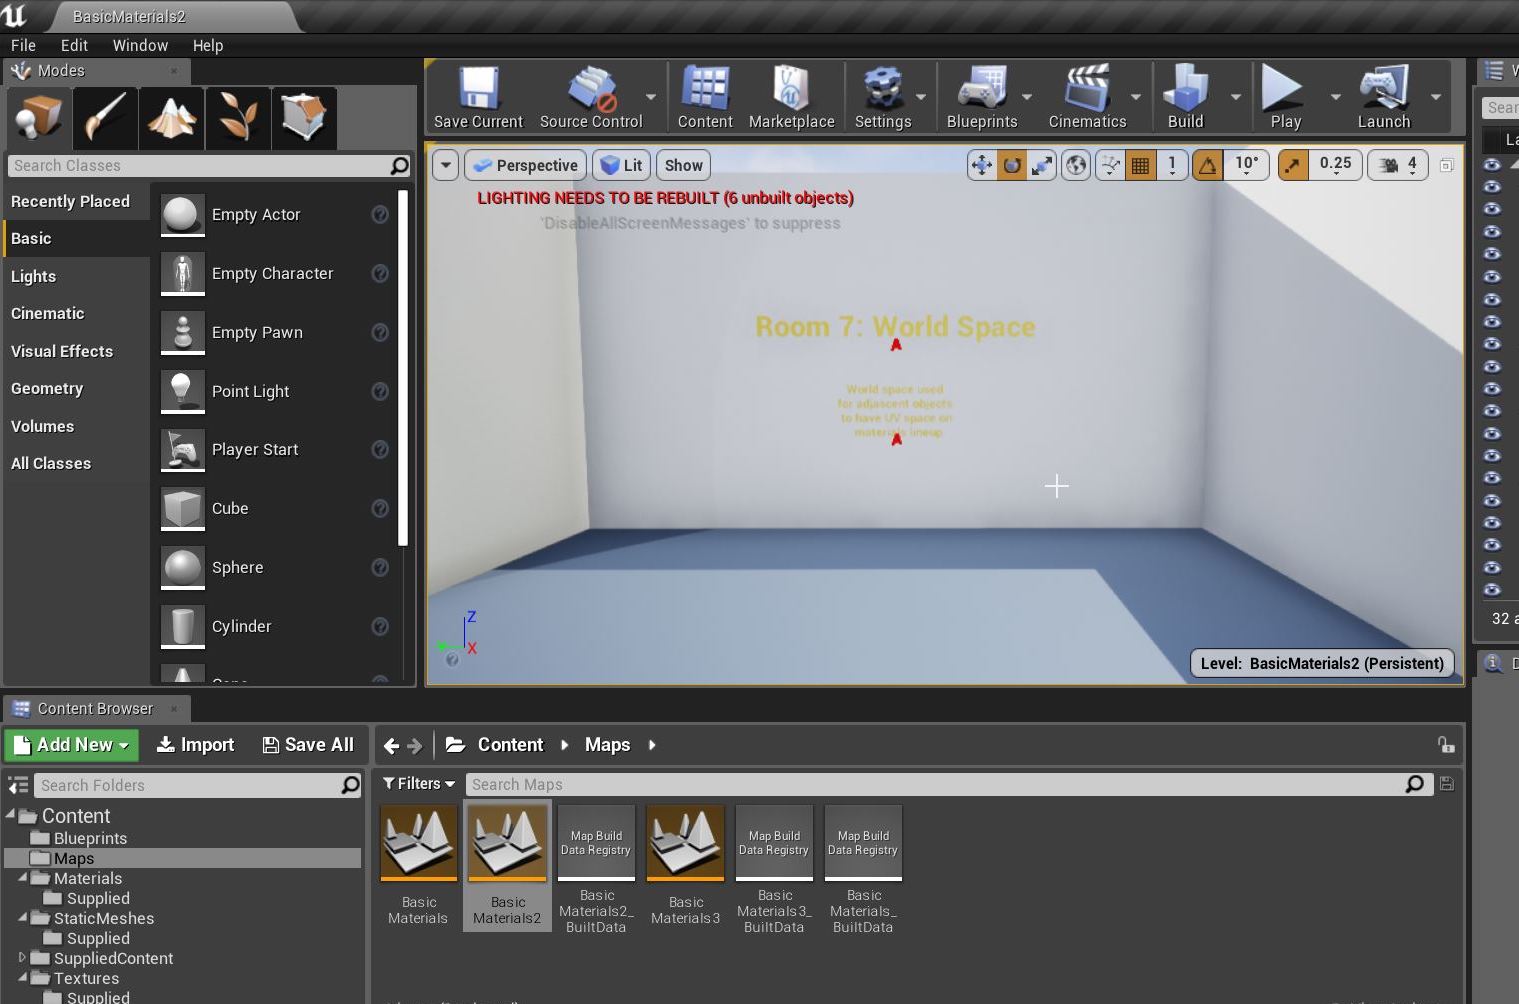 BasicMaterials2
File Edit Window Help
Modes
Search Classes
Recently Placed
Basic
Lights
Cinematic
Visual Effects
Geometry
Volumes
All Classes
Empty Actor
Empty Character
Empty Pawn
Point Light
Player Start
Cube
Sphere
Cylinder
Save Current
Source Control
Content
Marketplace
Settings
Blueprints
Cinematics
Build
Play
Launch
Perspective
Lit
Show
1
10°
0.25
4
LIGHTING NEEDS TO BE REBUILT (6 unbuilt objects)
'DisableAllScreenMessages' to suppress
Room 7: World Space
World space used
for adjascent objects
to have UV space on
materials lineup
Z
X
Level: BasicMaterials2 (Persistent)
Sear
La
32 a
Content Browser
Add New
Import
Save All
Content
Maps
Search Folders
Filters
Search Maps
Content
Blueprints
Maps
Materials
Supplied
StaticMeshes
Supplied
SuppliedContent
Textures
Supplied
Basic
Materials
Basic
Materials2
Map Build
Data Registry
Basic
Materials2_
BuiltData
Basic
Materials3
Map Build
Data Registry
Basic
Materials3_
BuiltData
Map Build
Data Registry
Basic
Materials_
BuiltData